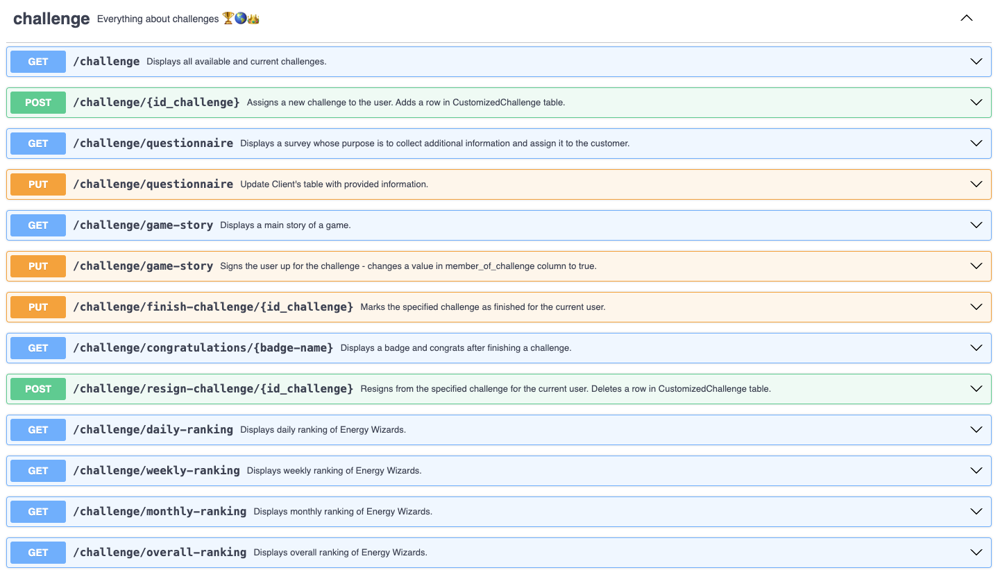 challenge Everything about challenges 🏆🌎👑
GET /challenge Displays all available and current challenges.
POST /challenge/{id_challenge} Assigns a new challenge to the user. Adds a row in CustomizedChallenge table.
GET /challenge/questionnaire Displays a survey whose purpose is to collect additional information and assign it to the customer.
PUT /challenge/questionnaire Update Client's table with provided information.
GET /challenge/game-story Displays a main story of a game.
PUT /challenge/game-story Signs the user up for the challenge - changes a value in member_of_challenge column to true.
PUT /challenge/finish-challenge/{id_challenge} Marks the specified challenge as finished for the current user.
GET /challenge/congratulations/{badge-name} Displays a badge and congrats after finishing a challenge.
POST /challenge/resign-challenge/{id_challenge} Resigns from the specified challenge for the current user. Deletes a row in CustomizedChallenge table.
GET /challenge/daily-ranking Displays daily ranking of Energy Wizards.
GET /challenge/weekly-ranking Displays weekly ranking of Energy Wizards.
GET /challenge/monthly-ranking Displays monthly ranking of Energy Wizards.
GET /challenge/overall-ranking Displays overall ranking of Energy Wizards.